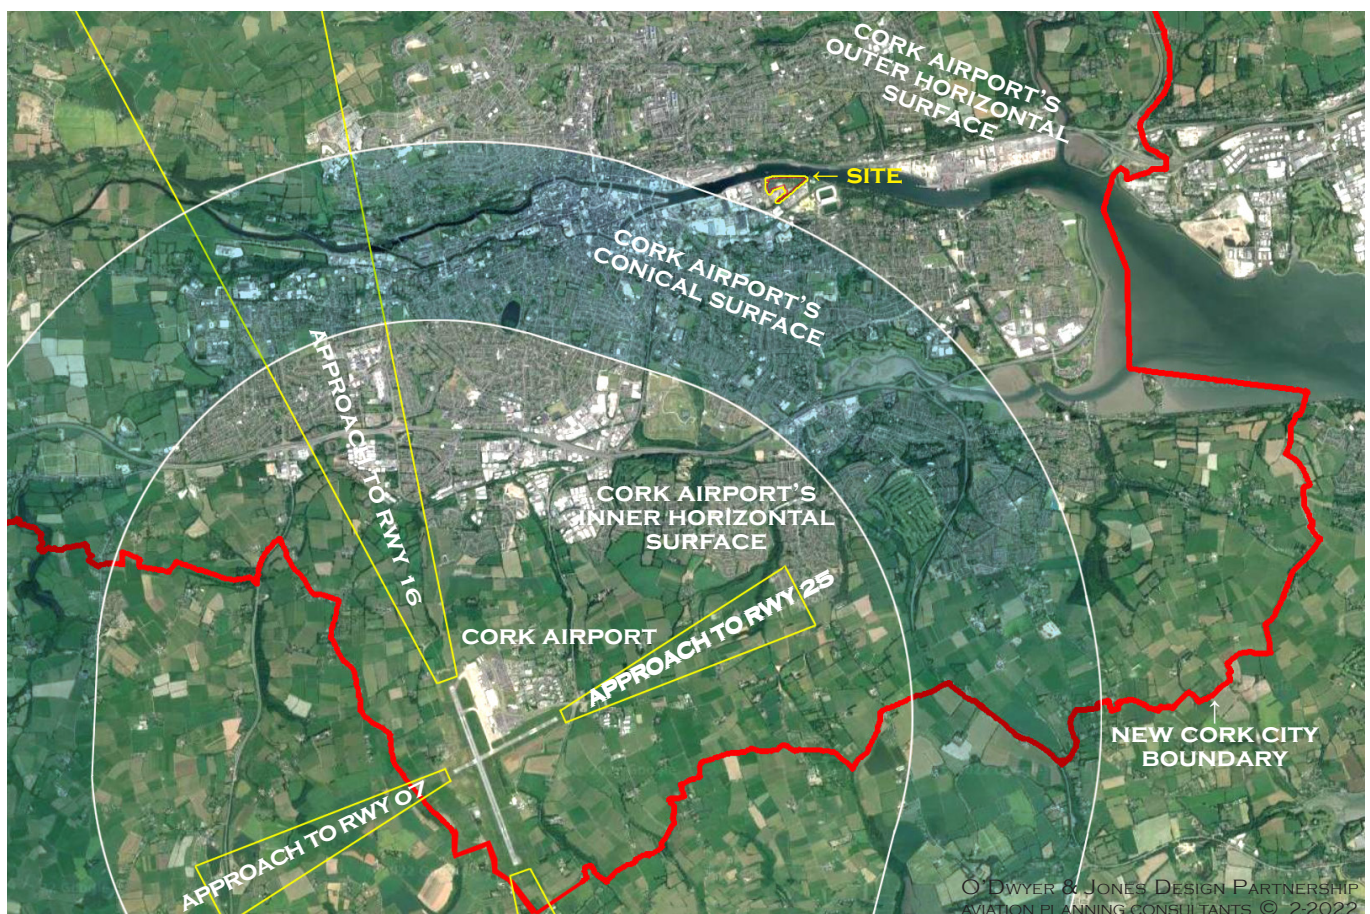 CORK AIRPORT'S
OUTER HORIZONTAL
SURFACE
← SITE
CORK AIRPORT'S
CONICAL SURFACE
APPROACH TO RWY 16
CORK AIRPORT'S
INNER HORIZONTAL
SURFACE
CORK AIRPORT
APPROACH TO RWY 25
APPROACH TO RWY 07
↑
NEW CORK CITY
BOUNDARY
O'DWYER & JONES DESIGN PARTNERSHIP
AVIATION PLANNING CONSULTANTS © 2-2022